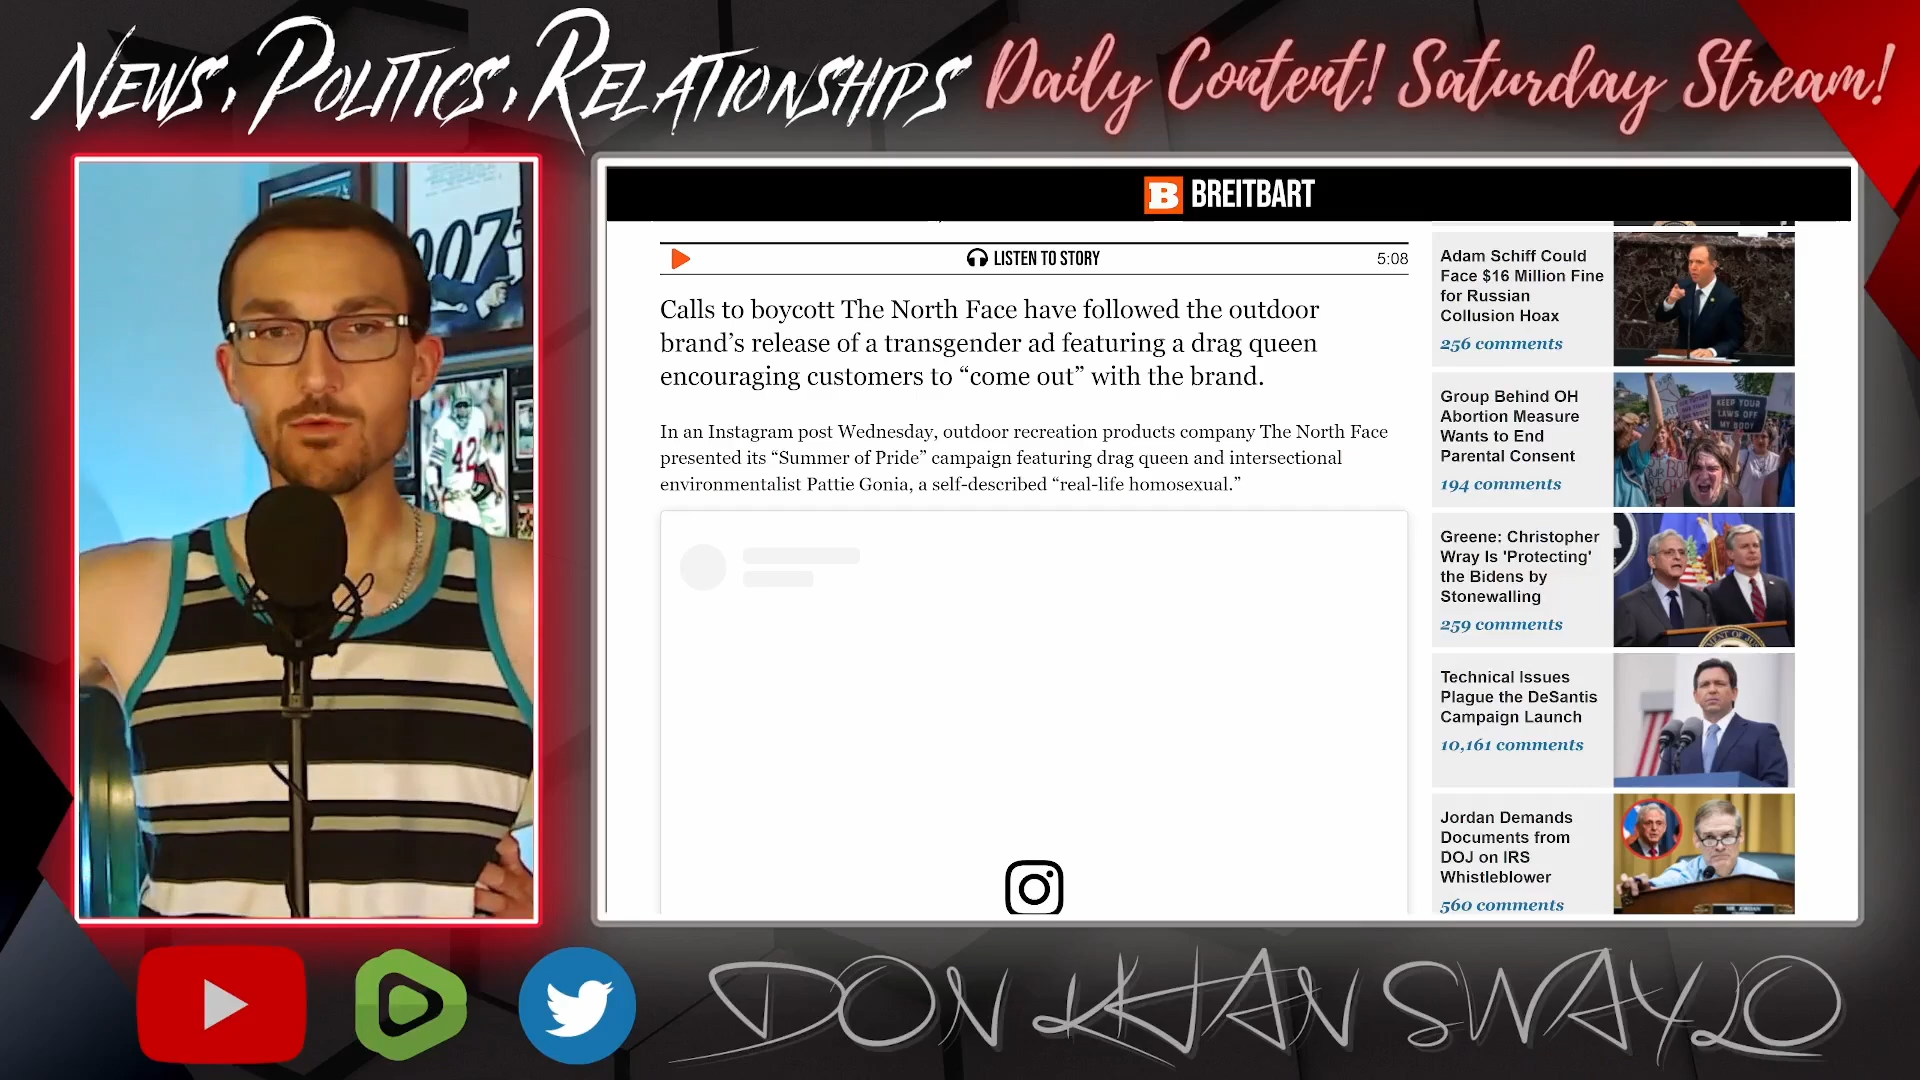 NEWS, POLITICS, RELATIONSHIPS
Daily Content! Saturday Stream!
007
42
B BREITBART
LISTEN TO STORY
5:08
Calls to boycott The North Face have followed the outdoor
brand’s release of a transgender ad featuring a drag queen
encouraging customers to “come out” with the brand.
In an Instagram post Wednesday, outdoor recreation products company The North Face
presented its “Summer of Pride” campaign featuring drag queen and intersectional
environmentalist Pattie Gonia, a self-described “real-life homosexual.”
Adam Schiff Could
Face $16 Million Fine
for Russian
Collusion Hoax
256 comments
Group Behind OH
Abortion Measure
Wants to End
Parental Consent
194 comments
KEEP YOUR
LAWS OFF
MY BODY
Greene: Christopher
Wray Is 'Protecting'
the Bidens by
Stonewalling
259 comments
Technical Issues
Plague the DeSantis
Campaign Launch
10,161 comments
Jordan Demands
Documents from
DOJ on IRS
Whistleblower
560 comments
DON KHAN SWAYLO